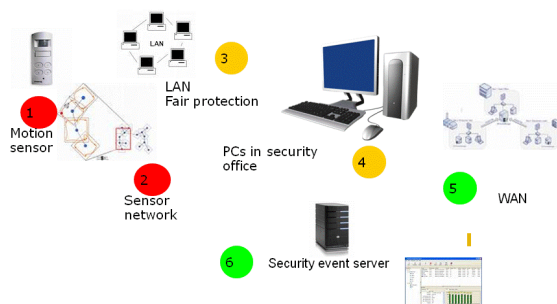 LAN
3
LAN
Fair protection
1
Motion
sensor
2
Sensor
network
PCs in security
office
4
5
WAN
6
Security event server